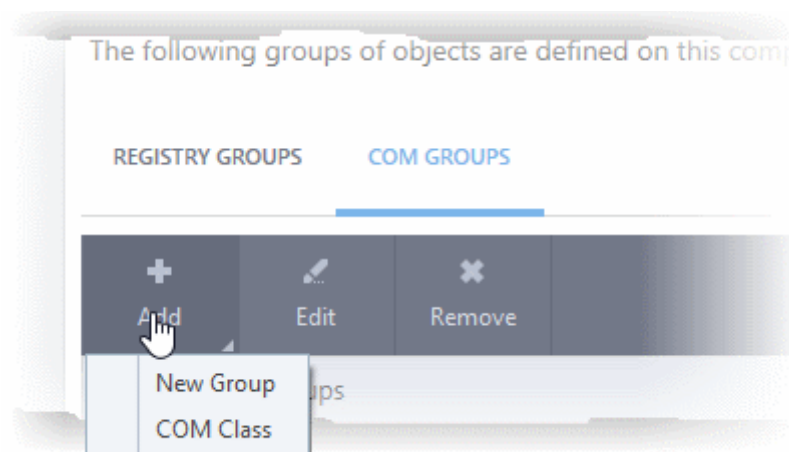 The following groups of objects are defined on this com
REGISTRY GROUPS COM GROUPS
Add Edit Remove
New Group
ups
COM Class